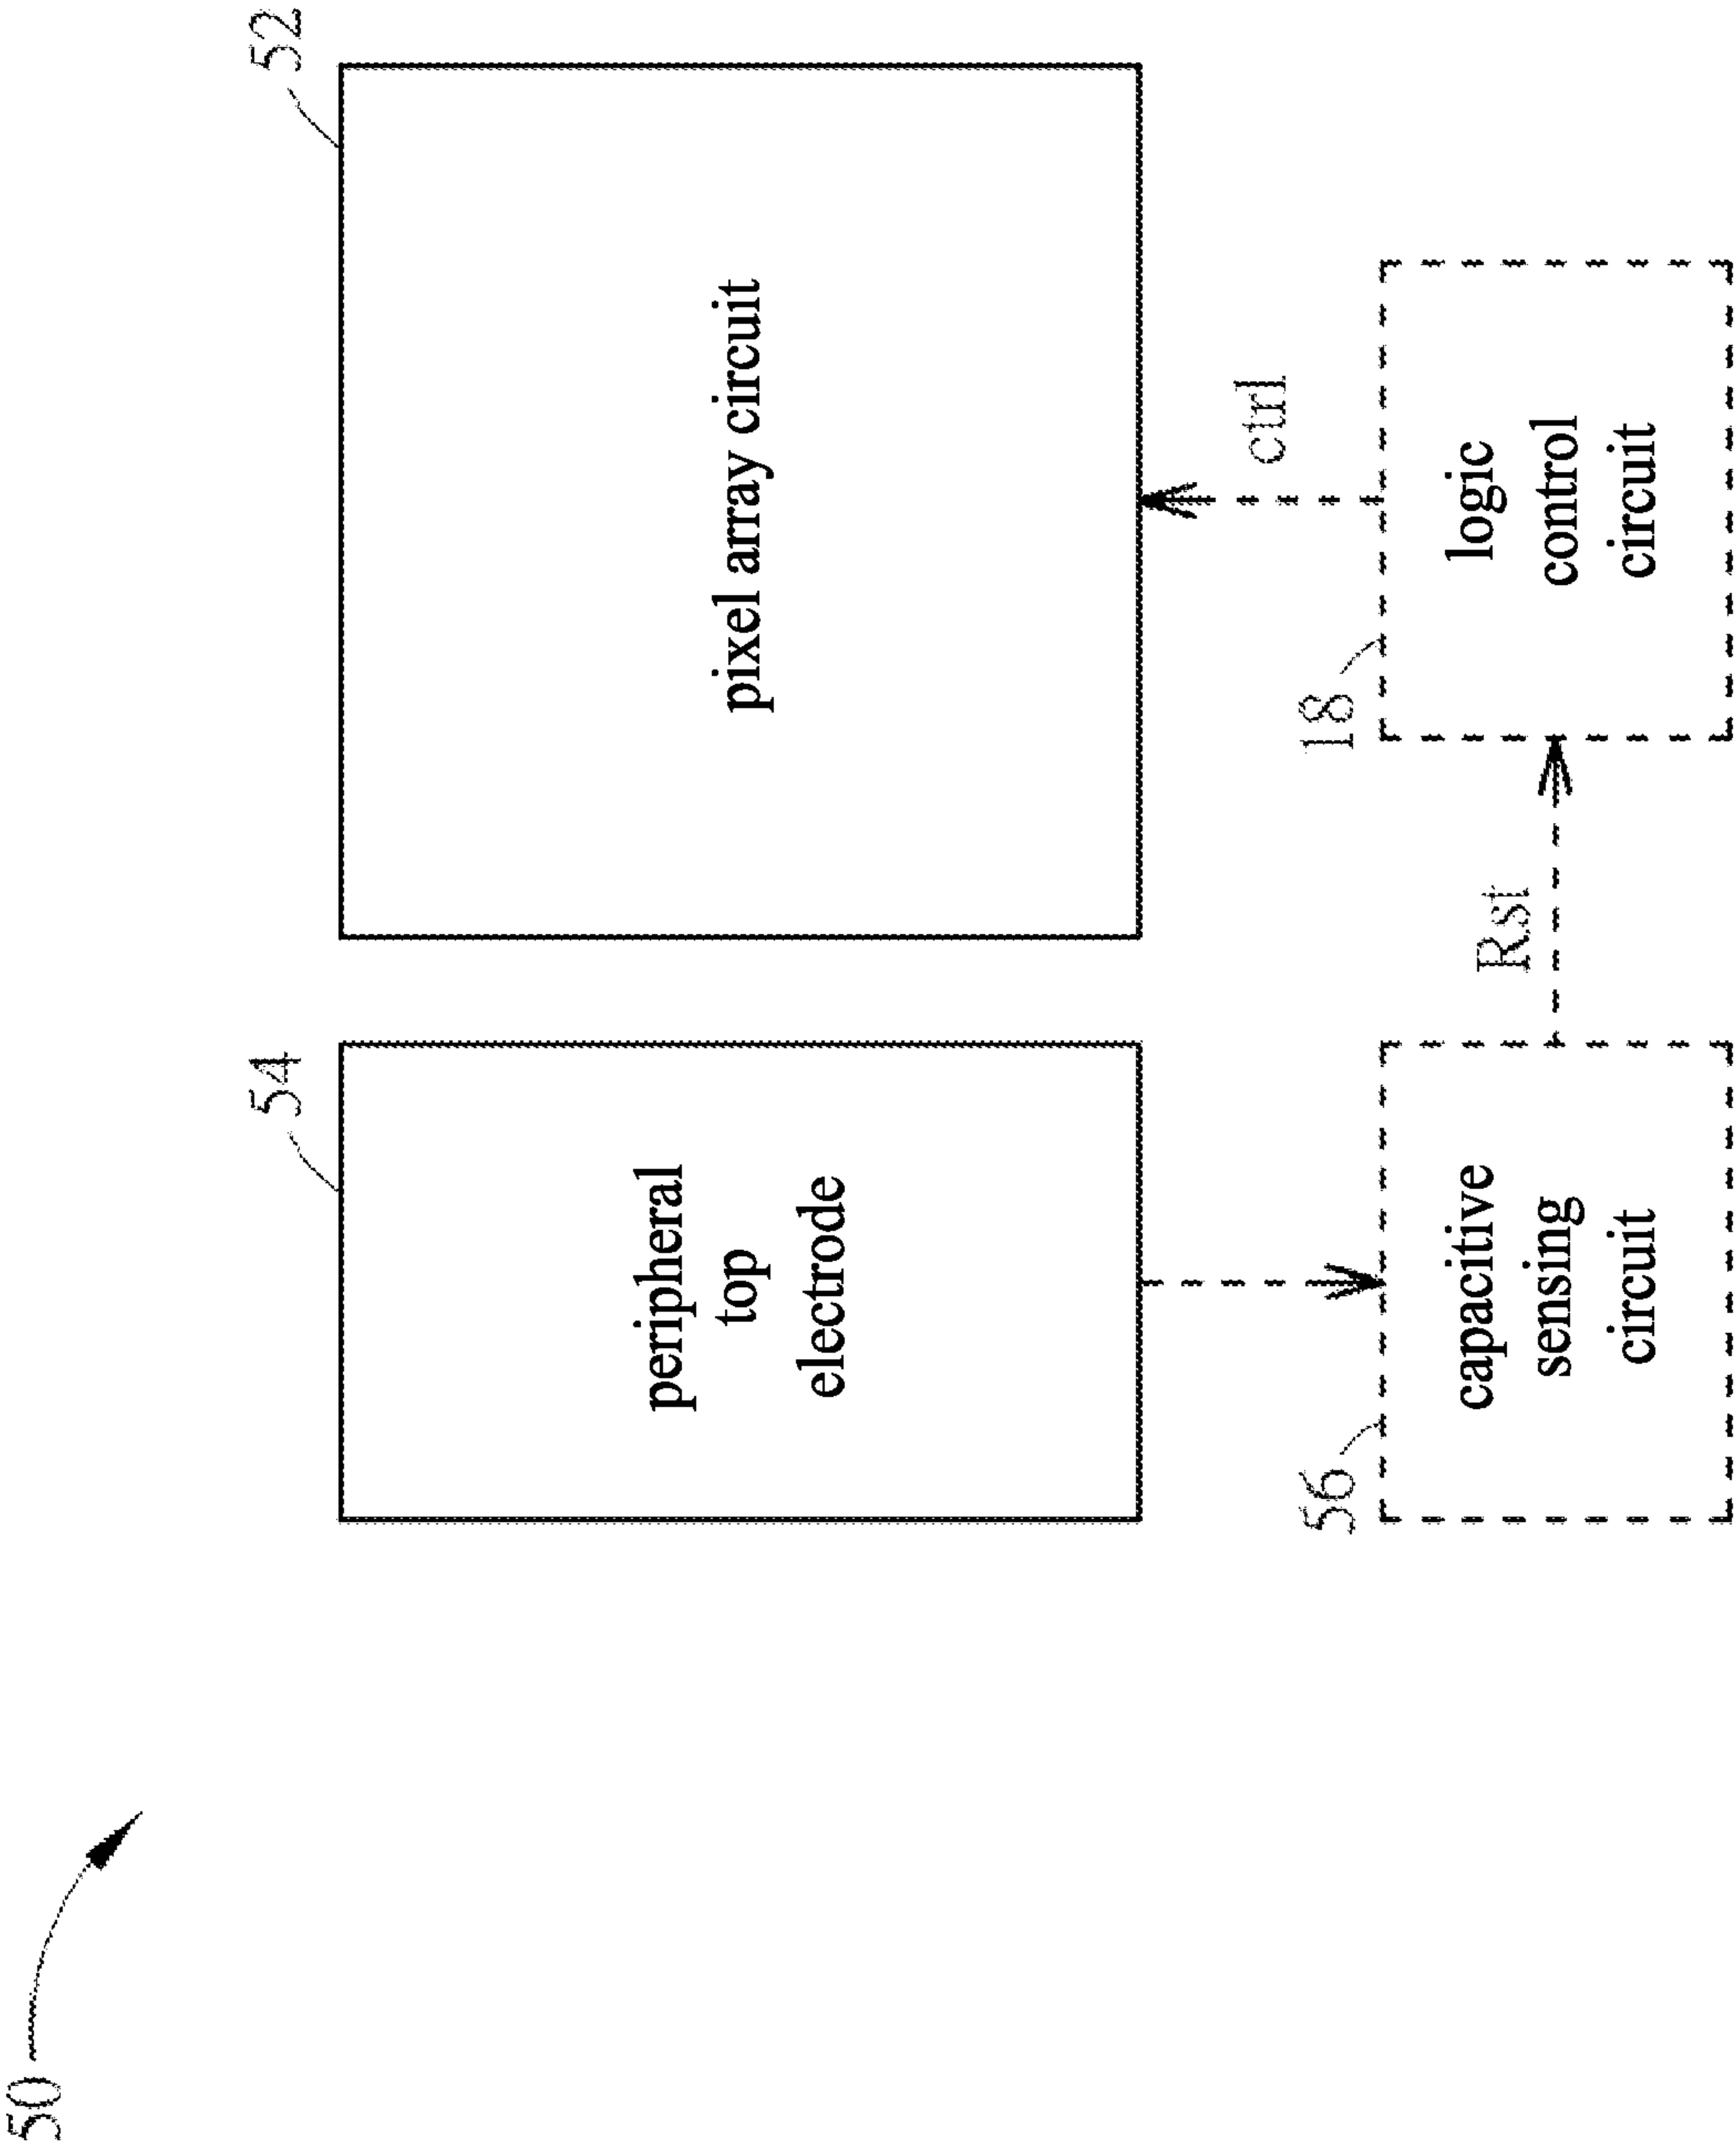 50
54
peripheral
top
electrode
52
pixel array circuit
56
capacitive
sensing
circuit
Rst
18
logic
control
circuit
ctrl